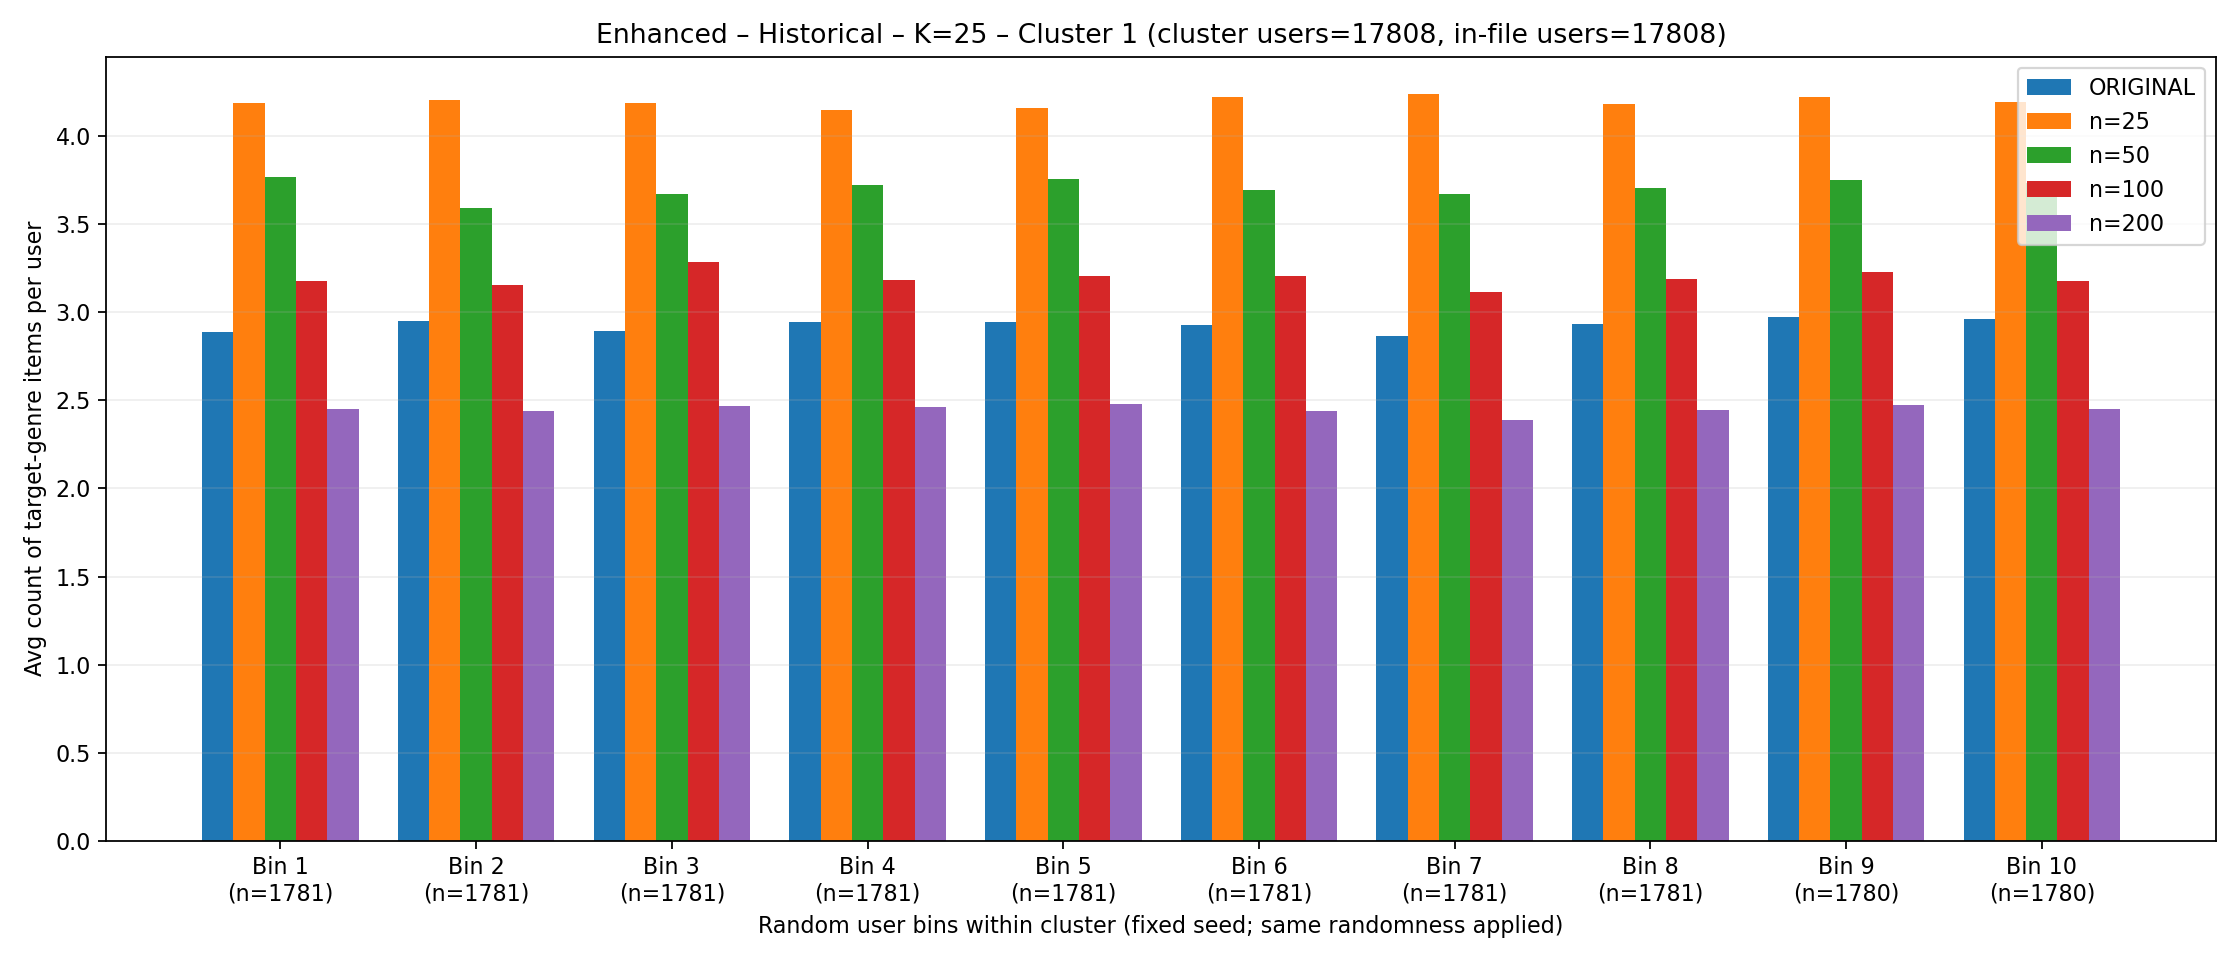 Enhanced – Historical – K=25 – Cluster 1 (cluster users=17808, in-file users=17808)
ORIGINAL
n=25
n=50
n=100
n=200
Avg count of target-genre items per user
4.0
3.5
3.0
2.5
2.0
1.5
1.0
0.5
0.0
Bin 1 Bin 2 Bin 3 Bin 4 Bin 5 Bin 6 Bin 7 Bin 8 Bin 9 Bin 10
(n=1781) (n=1781) (n=1781) (n=1781) (n=1781) (n=1781) (n=1781) (n=1781) (n=1780) (n=1780)
Random user bins within cluster (fixed seed; same randomness applied)